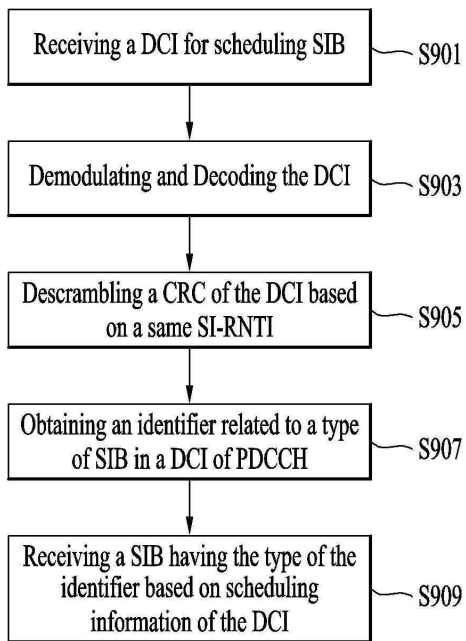 Receiving a DCI for scheduling SIB
S901
Demodulating and Decoding the DCI
S903
Descrambling a CRC of the DCI based
on a same SI-RNTI
S905
Obtaining an identifier related to a type
of SIB in a DCI of PDCCH
S907
Receiving a SIB having the type of the
identifier based on scheduling
information of the DCI
S909